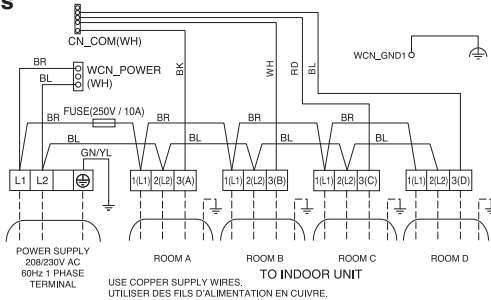 s
CN_COM(WH)
BR
WCN_POWER
(WH)
BL
BK
WH
RD
BL
WCN_GND1
FUSE(250V / 10A)
BR
BR
BR
BR
BL
BL
BL
BL
GN/YL
L1 L2 1(L1) 2(L2) 3(A) 1(L1) 2(L2) 3(B) 1(L1) 2(L2) 3(C) 1(L1) 2(L2) 3(D)
POWER SUPPLY
208/230V AC
60Hz 1 PHASE
TERMINAL
ROOM A ROOM B ROOM C ROOM D
TO INDOOR UNIT
USE COPPER SUPPLY WIRES.
UTILISER DES FILS D'ALIMENTATION EN CUIVRE.